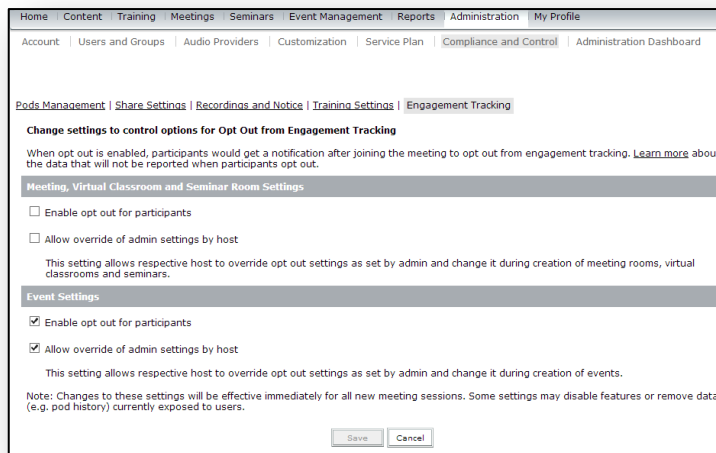 Home | Content | Training | Meetings | Seminars | Event Management | Reports | Administration | My Profile
Account | Users and Groups | Audio Providers | Customization | Service Plan | Compliance and Control | Administration Dashboard
Pods Management | Share Settings | Recordings and Notice | Training Settings | Engagement Tracking
Change settings to control options for Opt Out from Engagement Tracking
When opt out is enabled, participants would get a notification after joining the meeting to opt out from engagement tracking. Learn more abou
the data that will not be reported when participants opt out.
Meeting, Virtual Classroom and Seminar Room Settings
Enable opt out for participants
Allow override of admin settings by host
This setting allows respective host to override opt out settings as set by admin and change it during creation of meeting rooms, virtual
classrooms and seminars.
Event Settings
Enable opt out for participants
Allow override of admin settings by host
This setting allows respective host to override opt out settings as set by admin and change it during creation of events.
Note: Changes to these settings will be effective immediately for all new meeting sessions. Some settings may disable features or remove data
(e.g. pod history) currently exposed to users.
Save Cancel